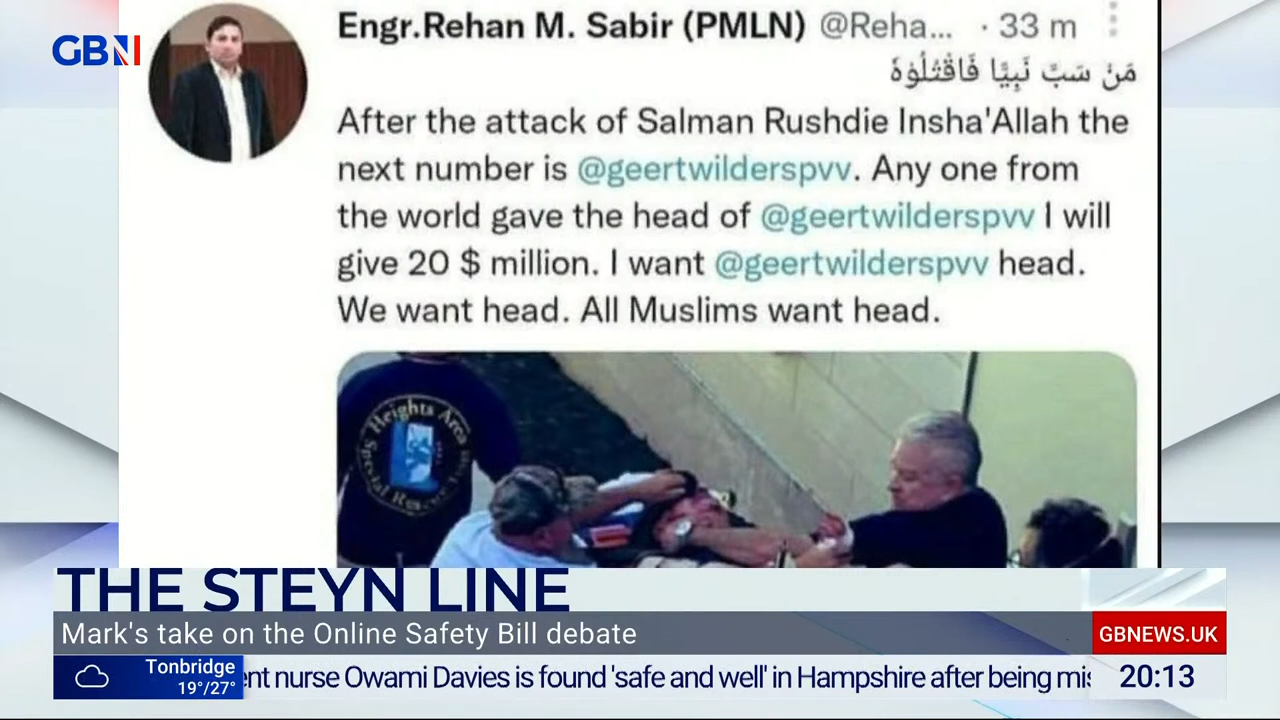 GBN
Engr.Rehan M. Sabir (PMLN) @Reha... · 33 m
مَنْ سَبَّ نَبِيًّا فَاقْتُلُوْهُ
After the attack of Salman Rushdie Insha'Allah the
next number is @geertwilderspvv. Any one from
the world gave the head of @geertwilderspvv I will
give 20 $ million. I want @geertwilderspvv head.
We want head. All Muslims want head.
Heights Area
THE STEYN LINE
Mark's take on the Online Safety Bill debate
GBNEWS.UK
Tonbridge
19°/27°
ent nurse Owami Davies is found 'safe and well' in Hampshire after being mis
20:13